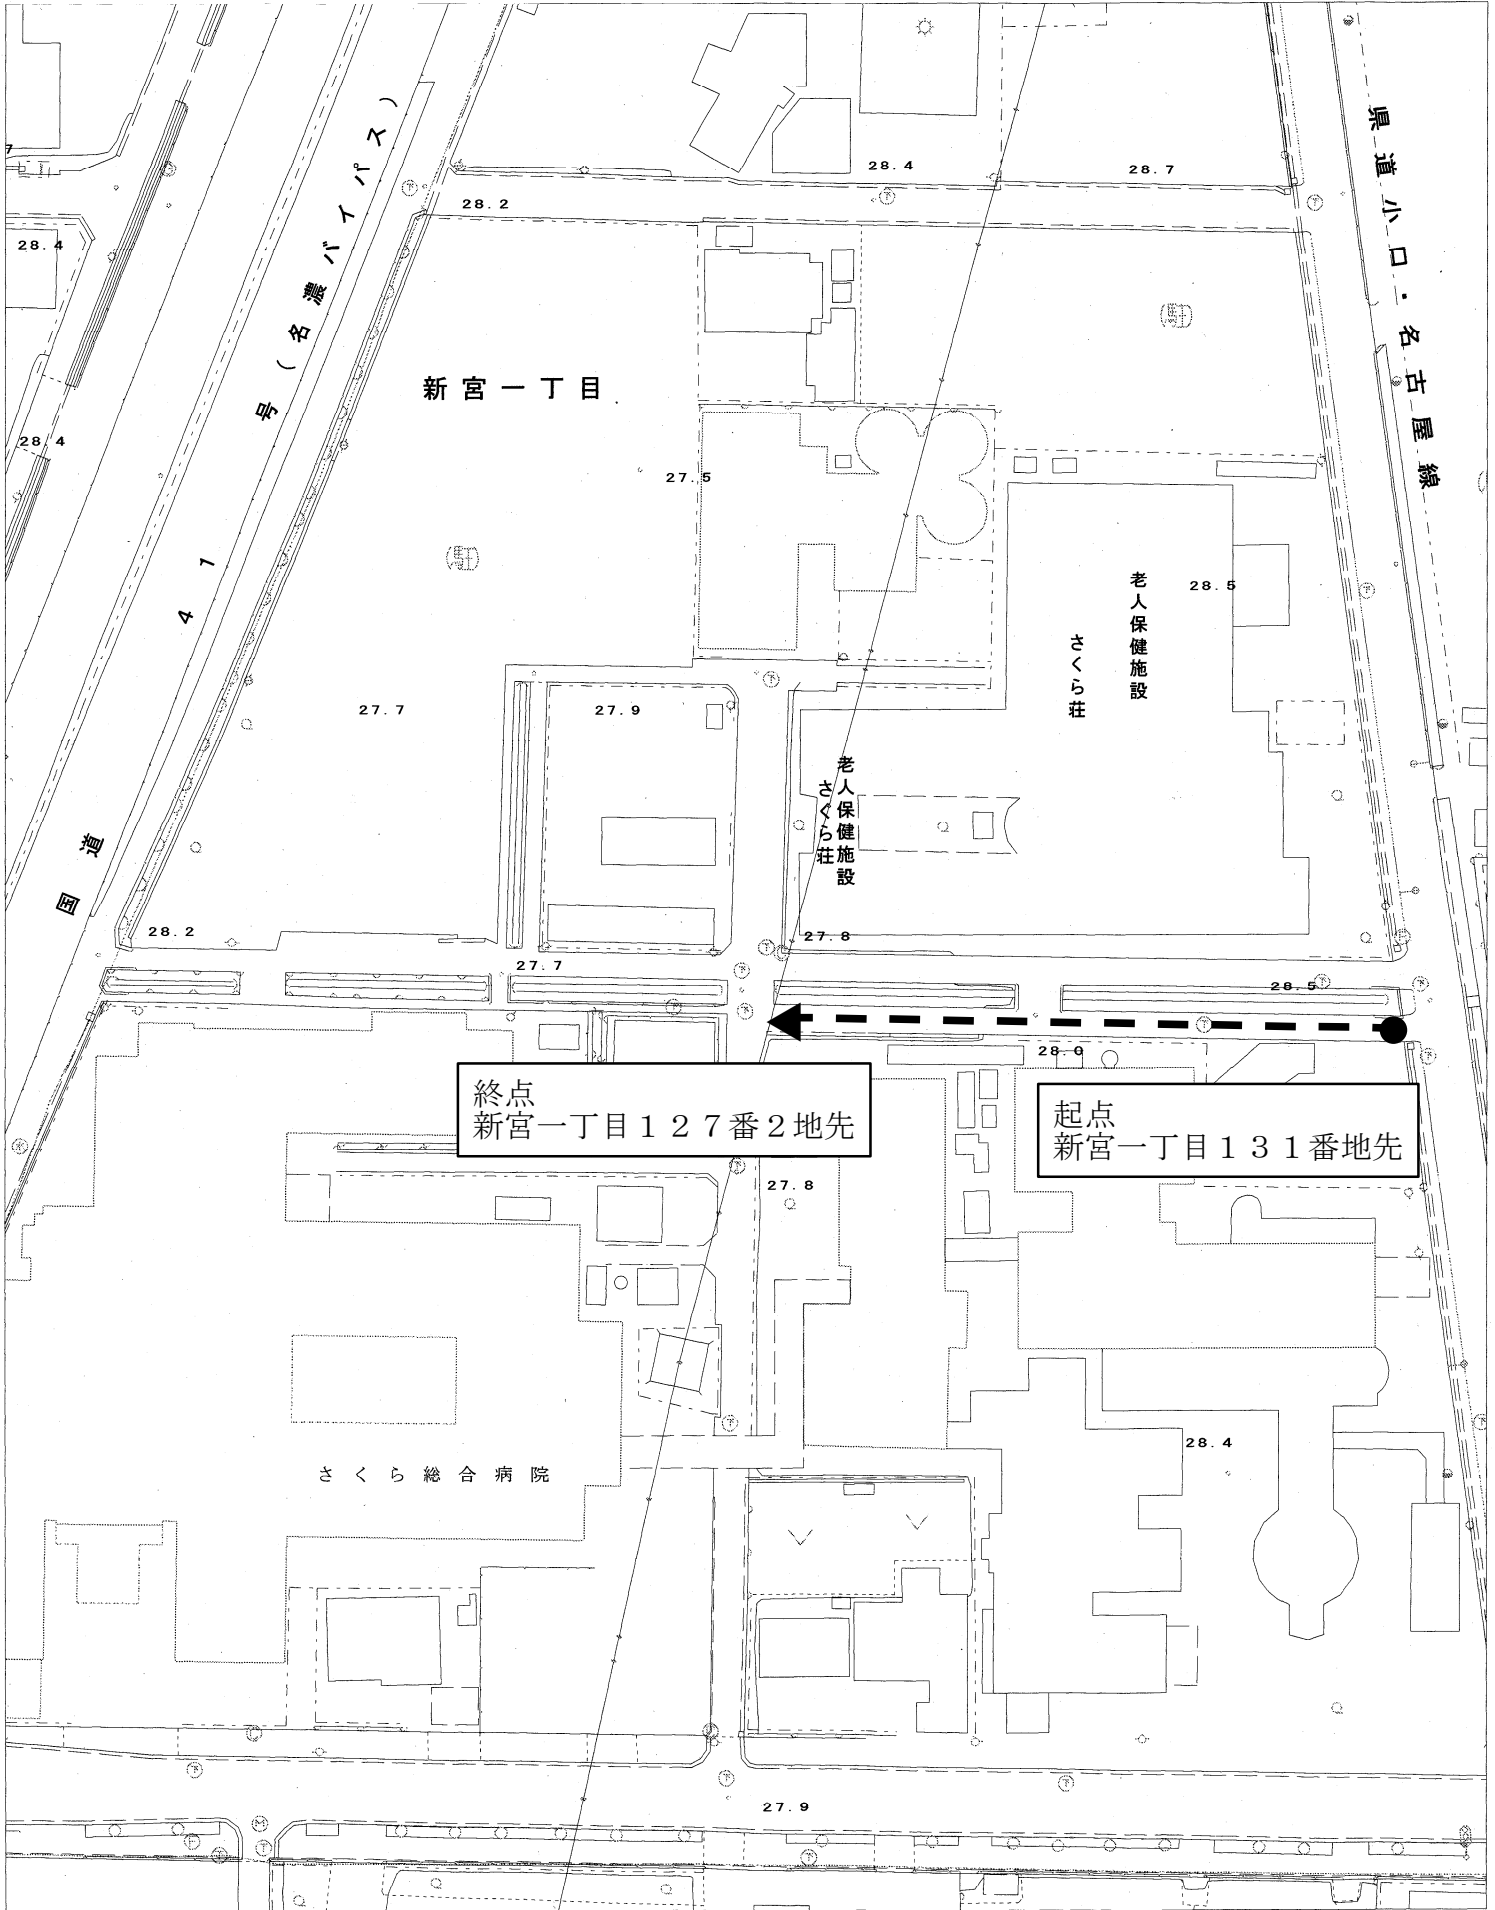 県道小口・名古屋線
28.4
28.7
28.2
28.4
国道41号(名濃バイパス)
(駐)
新宮一丁目
28.4
27.5
(駐)
老人保健施設
さくら荘
28.5
27.7
27.9
老人保健施設
さくら荘
28.2
27.8
27.7
28.5
28.0
終点
新宮一丁目127番2地先
起点
新宮一丁目131番地先
27.8
28.4
さくら総合病院
27.9